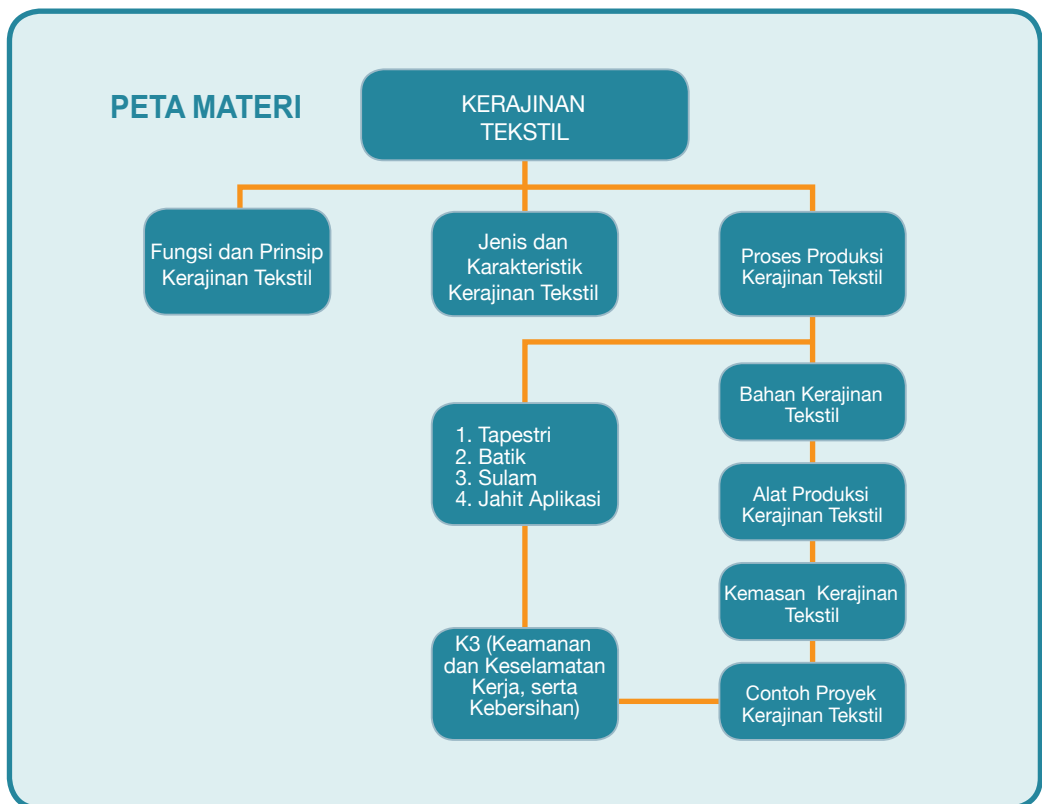 PETA MATERI
KERAJINAN
TEKSTIL
Fungsi dan Prinsip
Kerajinan Tekstil
Jenis dan
Karakteristik
Kerajinan Tekstil
Proses Produksi
Kerajinan Tekstil
1. Tapestri
2. Batik
3. Sulam
4. Jahit Aplikasi
Bahan Kerajinan
Tekstil
Alat Produksi
Kerajinan Tekstil
Kemasan Kerajinan
Tekstil
K3 (Keamanan
dan Keselamatan
Kerja, serta
Kebersihan)
Contoh Proyek
Kerajinan Tekstil